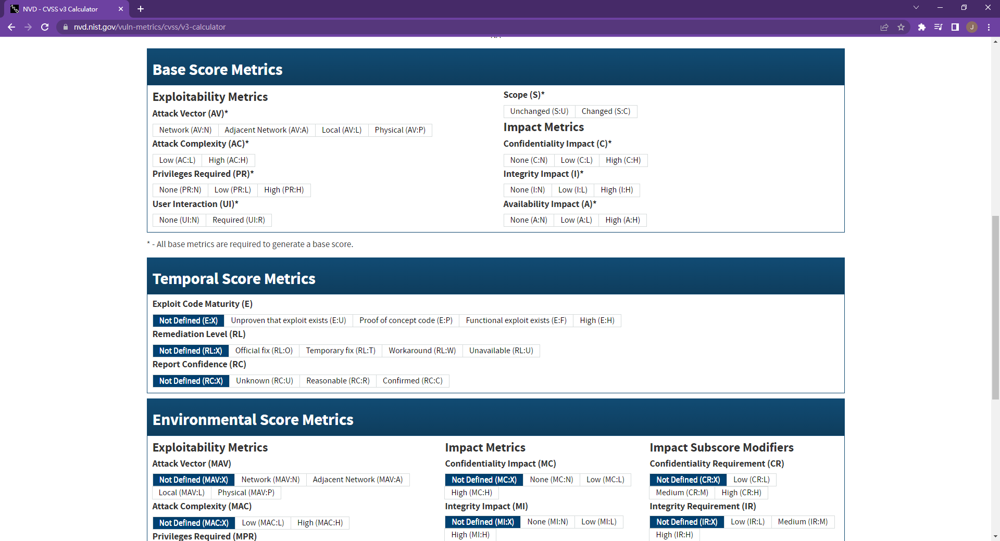 NVD - CVSS v3 Calculator
nvd.nist.gov/vuln-metrics/cvss/v3-calculator
J
Base Score Metrics
Exploitability Metrics
Attack Vector (AV)*
Network (AV:N) Adjacent Network (AV:A) Local (AV:L) Physical (AV:P)
Attack Complexity (AC)*
Low (AC:L) High (AC:H)
Privileges Required (PR)*
None (PR:N) Low (PR:L) High (PR:H)
User Interaction (UI)*
None (UI:N) Required (UI:R)
Scope (S)*
Unchanged (S:U) Changed (S:C)
Impact Metrics
Confidentiality Impact (C)*
None (C:N) Low (C:L) High (C:H)
Integrity Impact (I)*
None (I:N) Low (I:L) High (I:H)
Availability Impact (A)*
None (A:N) Low (A:L) High (A:H)
* - All base metrics are required to generate a base score.
Temporal Score Metrics
Exploit Code Maturity (E)
Not Defined (E:X) Unproven that exploit exists (E:U) Proof of concept code (E:P) Functional exploit exists (E:F) High (E:H)
Remediation Level (RL)
Not Defined (RL:X) Official fix (RL:O) Temporary fix (RL:T) Workaround (RL:W) Unavailable (RL:U)
Report Confidence (RC)
Not Defined (RC:X) Unknown (RC:U) Reasonable (RC:R) Confirmed (RC:C)
Environmental Score Metrics
Exploitability Metrics
Attack Vector (MAV)
Not Defined (MAV:X) Network (MAV:N) Adjacent Network (MAV:A)
Local (MAV:L) Physical (MAV:P)
Attack Complexity (MAC)
Not Defined (MAC:X) Low (MAC:L) High (MAC:H)
Privileges Required (MPR)
Impact Metrics
Confidentiality Impact (MC)
Not Defined (MC:X) None (MC:N) Low (MC:L)
High (MC:H)
Integrity Impact (MI)
Not Defined (MI:X) None (MI:N) Low (MI:L)
High (MI:H)
Impact Subscore Modifiers
Confidentiality Requirement (CR)
Not Defined (CR:X) Low (CR:L)
Medium (CR:M) High (CR:H)
Integrity Requirement (IR)
Not Defined (IR:X) Low (IR:L) Medium (IR:M)
High (IR:H)